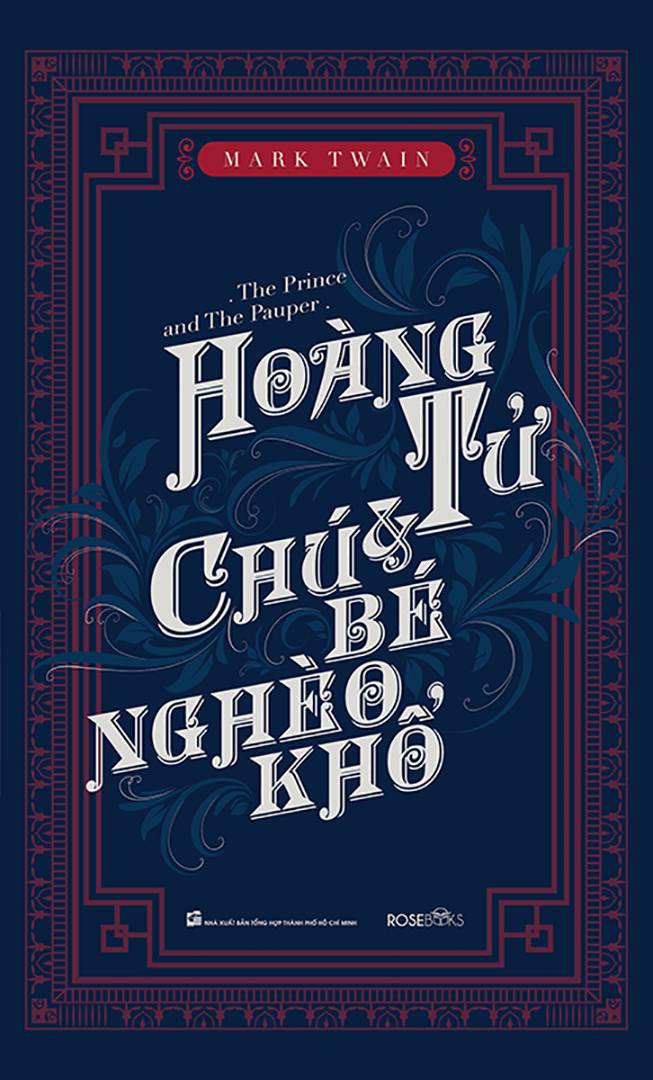 MARK TWAIN
. The Prince
and The Pauper .
HOÀNG
TỬ
CHÚ &
BÉ
NGHÈO
KHỔ
NHÀ XUẤT BẢN TỔNG HỢP THÀNH PHỐ HỒ CHÍ MINH
ROSEBOOKS